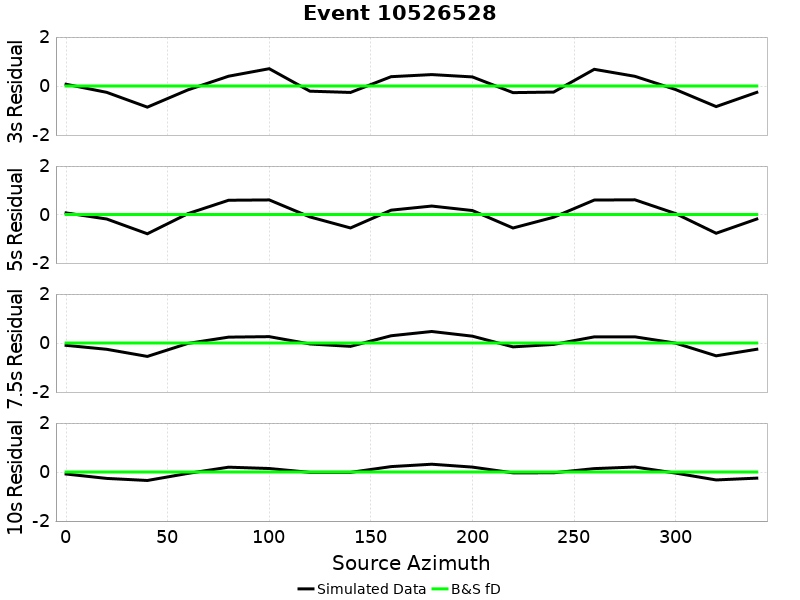 Event 10526528
3s Residual
2
0
-2
5s Residual
2
0
-2
7.5s Residual
2
0
-2
10s Residual
2
0
-2
0 50 100 150 200 250 300
Source Azimuth
Simulated Data B&S fD